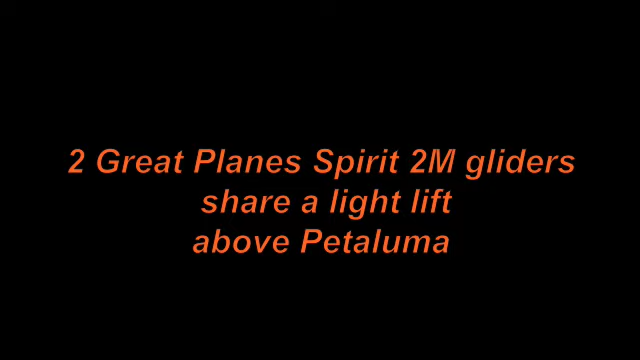 2 Great Planes Spirit 2M gliders
share a light lift
above Petaluma